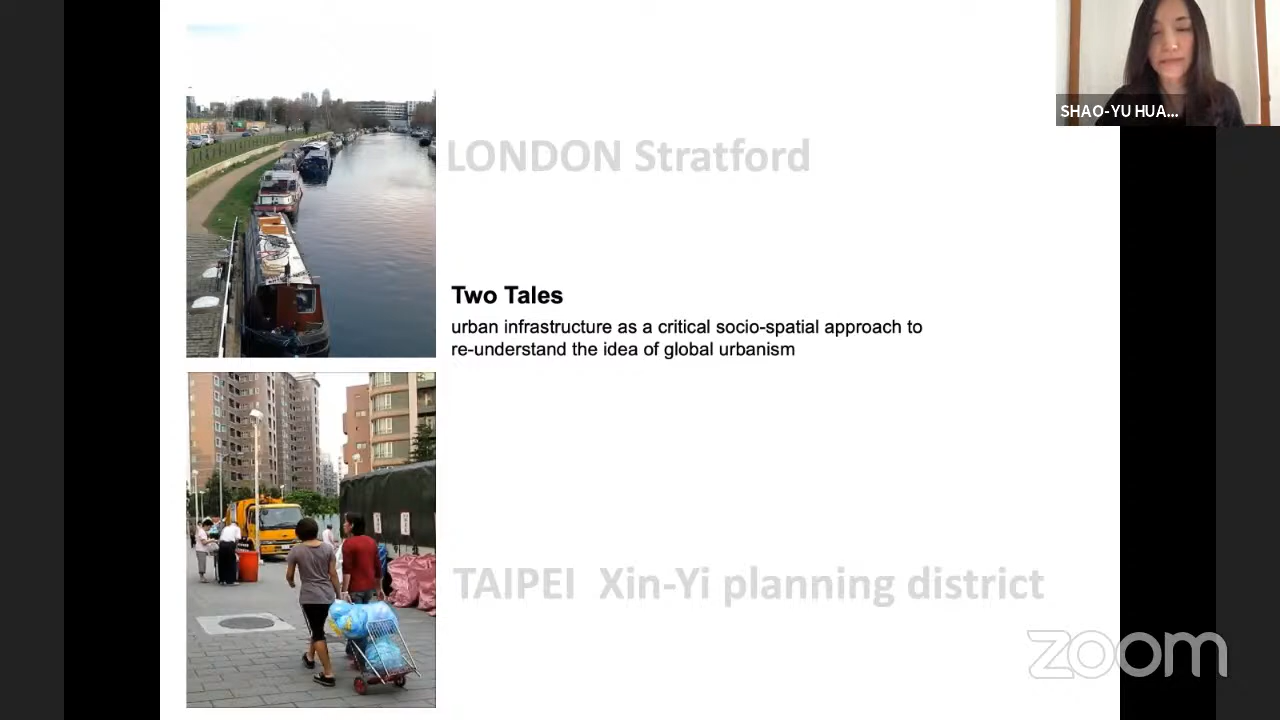 SHAO-YU HUA...
LONDON Stratford
Two Tales
urban infrastructure as a critical socio-spatial approach to
re-understand the idea of global urbanism
TAIPEI Xin-Yi planning district
zoom